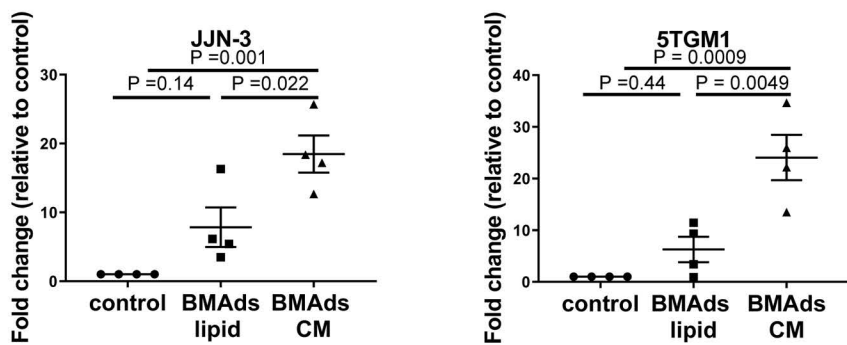 JJN-3
P =0.001
P =0.14 P =0.022
Fold change (relative to control)
30
20
10
0
control BMAds BMAds
lipid CM
5TGM1
P = 0.0009
P =0.44 P = 0.0049
Fold change (relative to control)
40
30
20
10
0
control BMAds BMAds
lipid CM